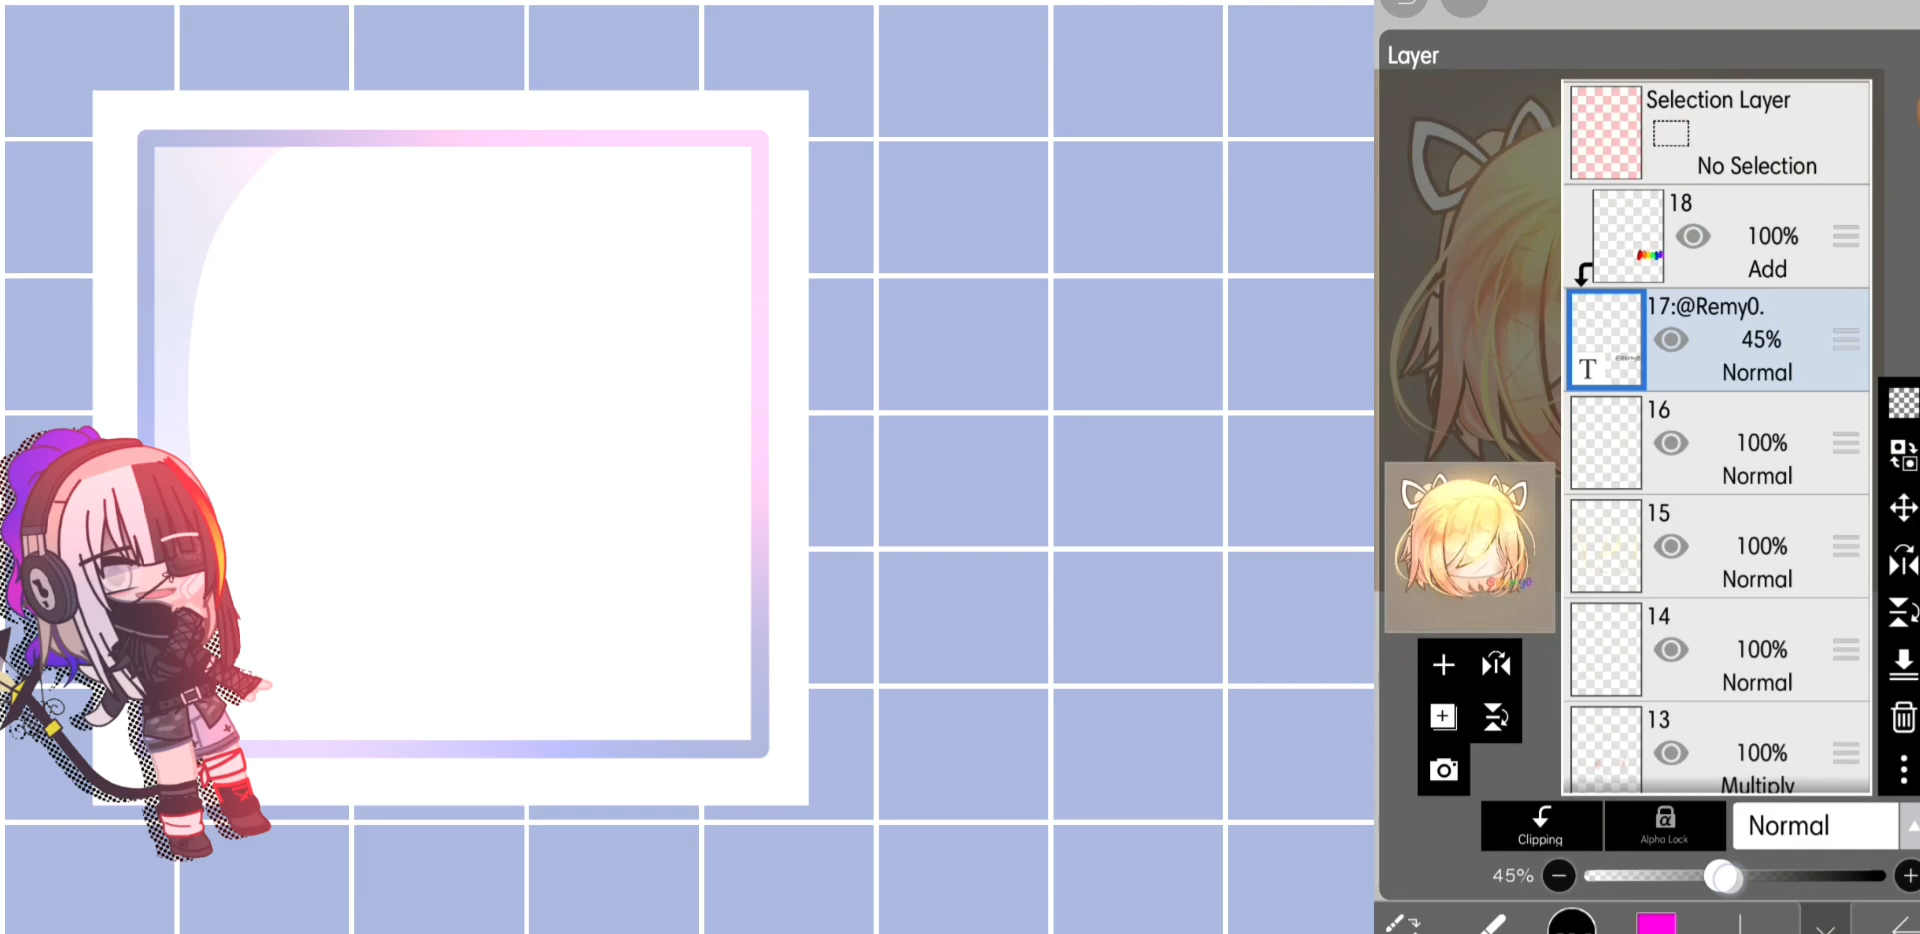 Layer
Selection Layer
No Selection
18
100%
Add
17:@Remy0.
45%
Normal
T
16
100%
Normal
15
100%
Normal
14
100%
Normal
13
100%
Multiply
Clipping
Alpha Lock
Normal
45%